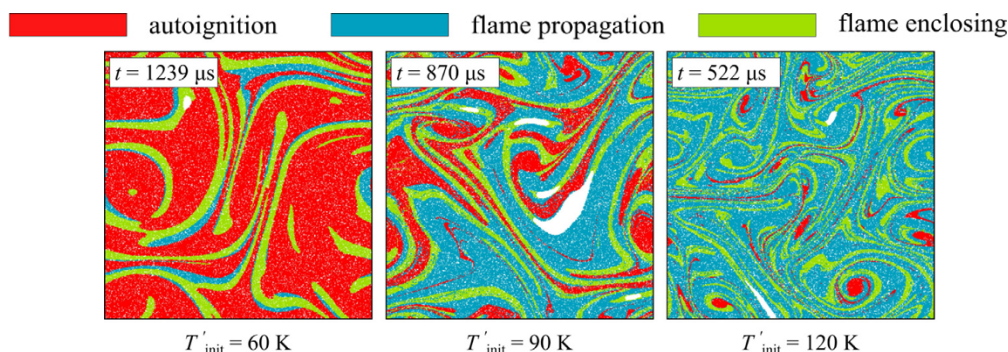 autoignition flame propagation flame enclosing
t = 1239 μs t = 870 μs t = 522 μs
T′init = 60 K T′init = 90 K T′init = 120 K